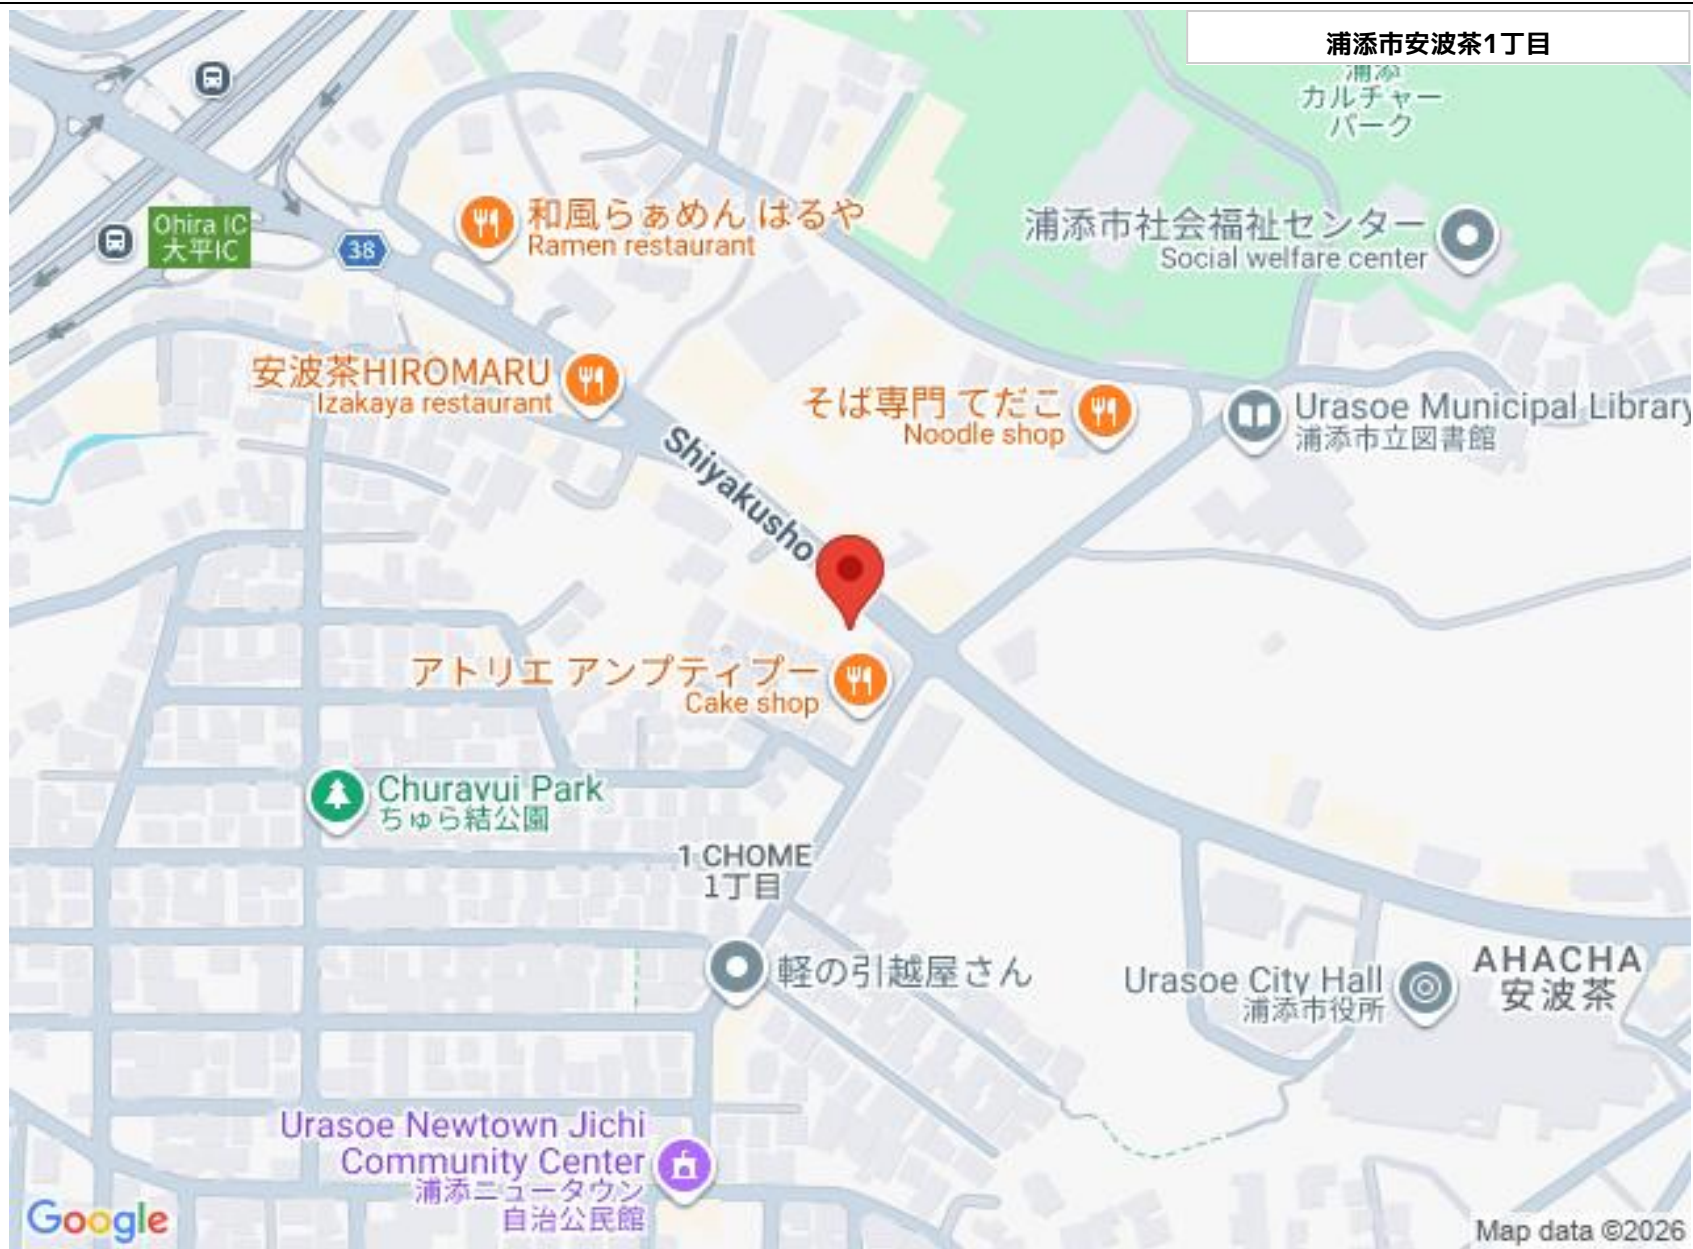 浦添市安波茶1丁目
浦添
カルチャー
パーク
和風らぁめん はるや
Ramen restaurant
浦添市社会福祉センター
Social welfare center
Ohira IC
大平IC
38
安波茶HIROMARU
Izakaya restaurant
そば専門 てだこ
Noodle shop
Urasoe Municipal Library
浦添市立図書館
Shiyakusho
アトリエ アンプティプー
Cake shop
Churavui Park
ちゅら結公園
1 CHOME
1丁目
軽の引越屋さん
Urasoe City Hall
浦添市役所
AHACHA
安波茶
Urasoe Newtown Jichi
Community Center
浦添ニュータウン
自治公民館
Google
Map data ©2026